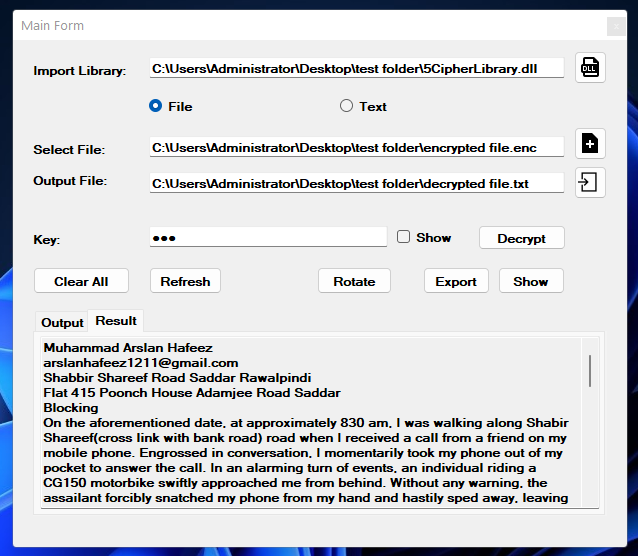 Main Form
Import Library: C:\Users\Administrator\Desktop\test folder\5CipherLibrary.dll
DLL
File Text
Select File: C:\Users\Administrator\Desktop\test folder\encrypted file.enc
Output File: C:\Users\Administrator\Desktop\test folder\decrypted file.txt
Key: ●●● Show Decrypt
Clear All Refresh Rotate Export Show
Output Result
Muhammad Arslan Hafeez
arslanhafeez1211@gmail.com
Shabbir Shareef Road Saddar Rawalpindi
Flat 415 Poonch House Adamjee Road Saddar
Blocking
On the aforementioned date, at approximately 830 am, I was walking along Shabir
Shareef(cross link with bank road) road when I received a call from a friend on my
mobile phone. Engrossed in conversation, I momentarily took my phone out of my
pocket to answer the call. In an alarming turn of events, an individual riding a
CG150 motorbike swiftly approached me from behind. Without any warning, the
assailant forcibly snatched my phone from my hand and hastily sped away, leaving